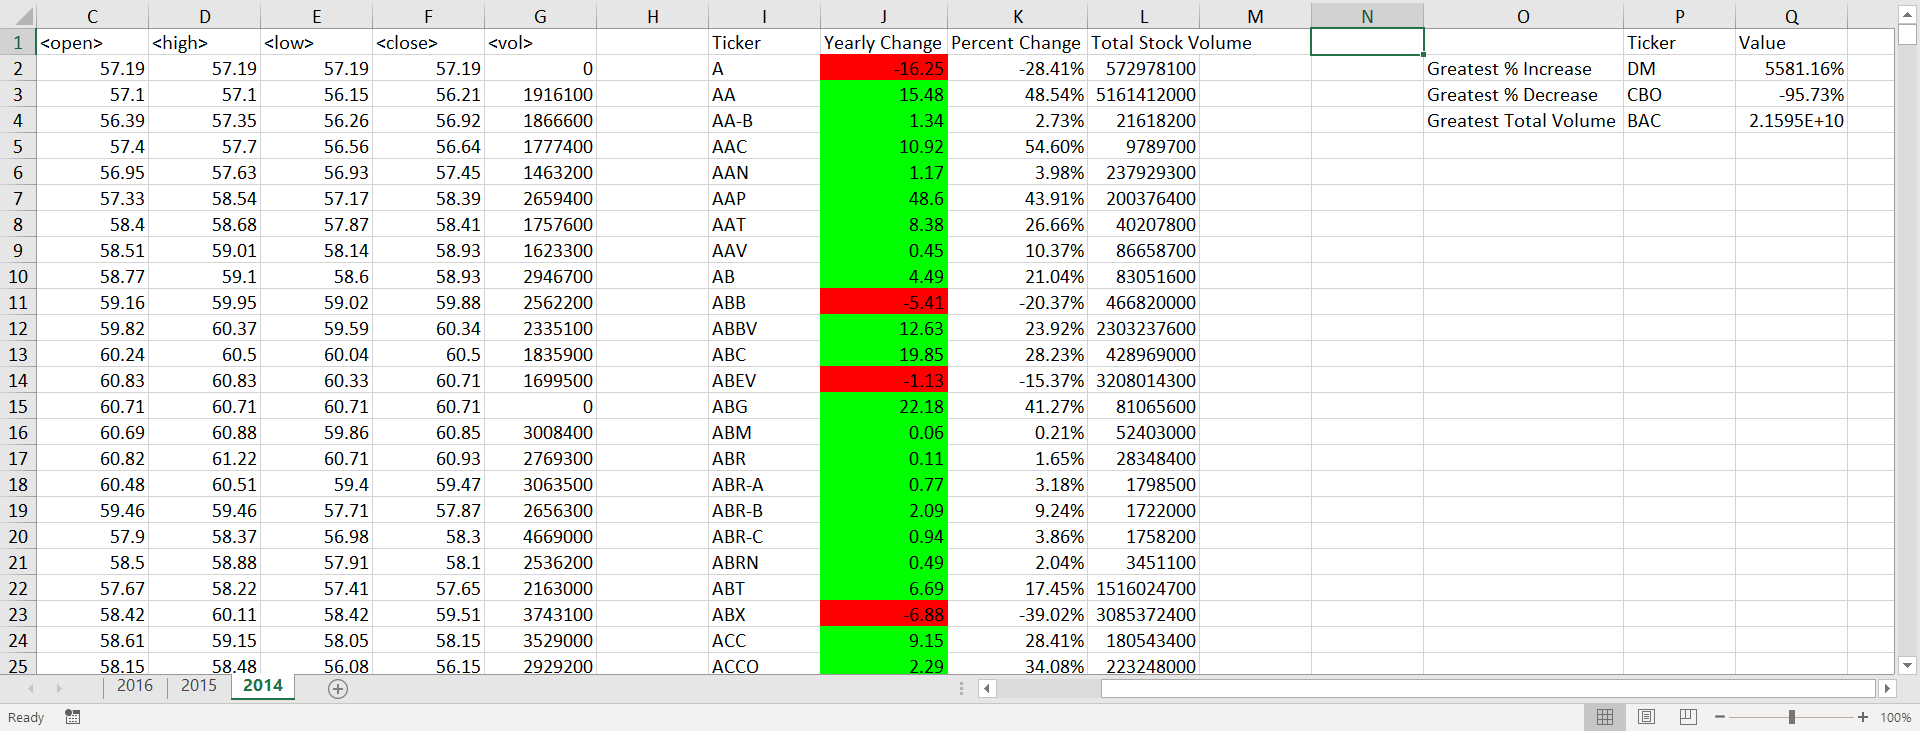 C D E F G H I J K L M N O P Q
1 <open> <high> <low> <close> <vol> Ticker Yearly Change Percent Change Total Stock Volume Ticker Value
2 57.19 57.19 57.19 57.19 0 A -16.25 -28.41% 572978100 Greatest % Increase DM 5581.16%
3 57.1 57.1 56.15 56.21 1916100 AA 15.48 48.54% 5161412000 Greatest % Decrease CBO -95.73%
4 56.39 57.35 56.26 56.92 1866600 AA-B 1.34 2.73% 21618200 Greatest Total Volume BAC 2.1595E+10
5 57.4 57.7 56.56 56.64 1777400 AAC 10.92 54.60% 9789700
6 56.95 57.63 56.93 57.45 1463200 AAN 1.17 3.98% 237929300
7 57.33 58.54 57.17 58.39 2659400 AAP 48.6 43.91% 200376400
8 58.4 58.68 57.87 58.41 1757600 AAT 8.38 26.66% 40207800
9 58.51 59.01 58.14 58.93 1623300 AAV 0.45 10.37% 86658700
10 58.77 59.1 58.6 58.93 2946700 AB 4.49 21.04% 83051600
11 59.16 59.95 59.02 59.88 2562200 ABB -5.41 -20.37% 466820000
12 59.82 60.37 59.59 60.34 2335100 ABBV 12.63 23.92% 2303237600
13 60.24 60.5 60.04 60.5 1835900 ABC 19.85 28.23% 428969000
14 60.83 60.83 60.33 60.71 1699500 ABEV -1.13 -15.37% 3208014300
15 60.71 60.71 60.71 60.71 0 ABG 22.18 41.27% 81065600
16 60.69 60.88 59.86 60.85 3008400 ABM 0.06 0.21% 52403000
17 60.82 61.22 60.71 60.93 2769300 ABR 0.11 1.65% 28348400
18 60.48 60.51 59.4 59.47 3063500 ABR-A 0.77 3.18% 1798500
19 59.46 59.46 57.71 57.87 2656300 ABR-B 2.09 9.24% 1722000
20 57.9 58.37 56.98 58.3 4669000 ABR-C 0.94 3.86% 1758200
21 58.5 58.88 57.91 58.1 2536200 ABRN 0.49 2.04% 3451100
22 57.67 58.22 57.41 57.65 2163000 ABT 6.69 17.45% 1516024700
23 58.42 60.11 58.42 59.51 3743100 ABX -6.88 -39.02% 3085372400
24 58.61 59.15 58.05 58.15 3529000 ACC 9.15 28.41% 180543400
25 58.15 58.48 56.08 56.15 2929200 ACCO 2.29 34.08% 223248000
2016 2015 2014
Ready 100%